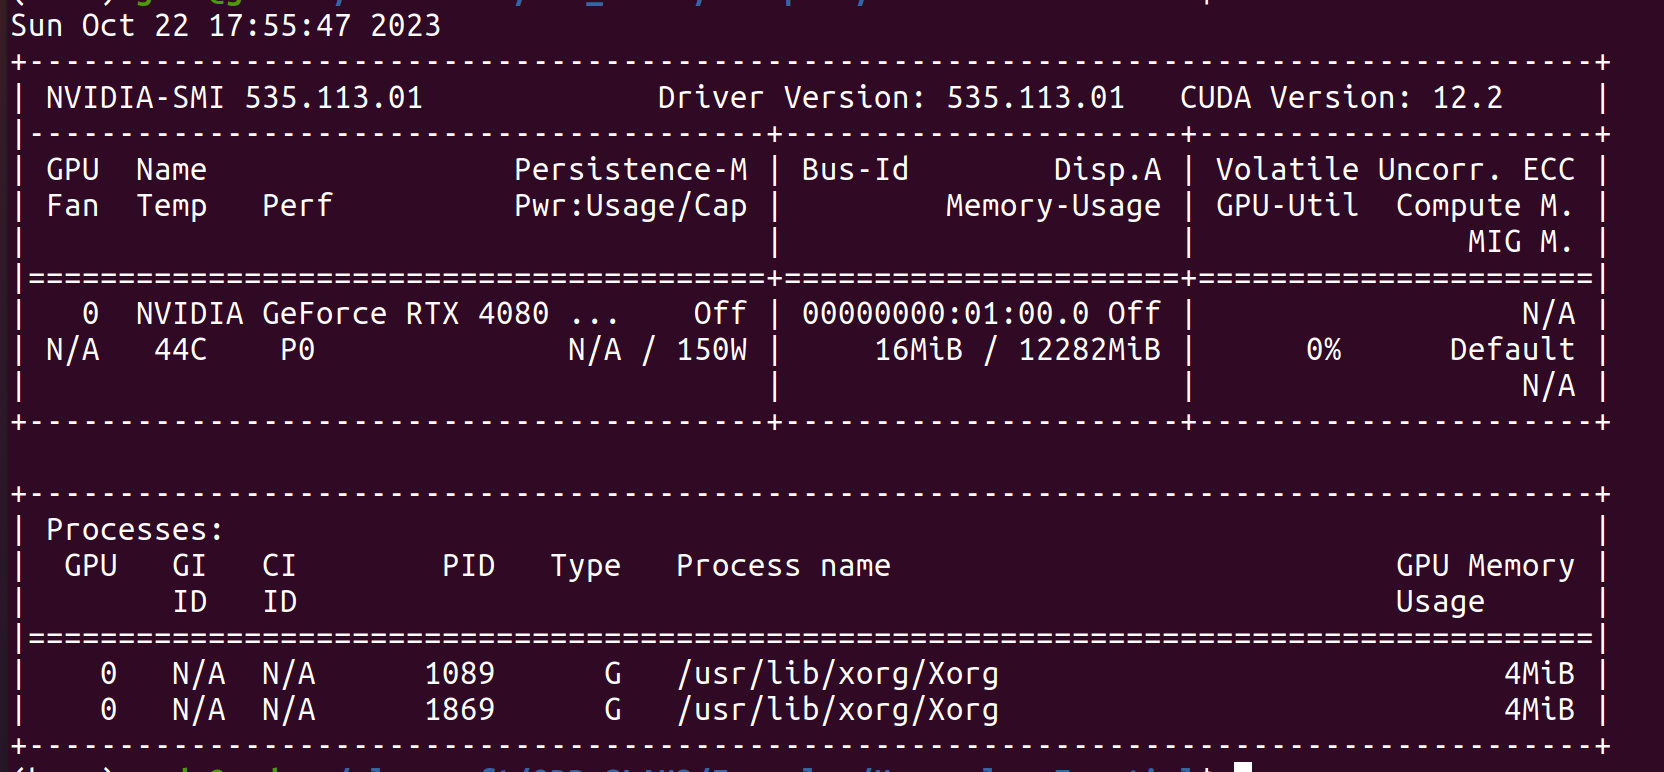 Sun Oct 22 17:55:47 2023
+---------------------------------------------------------------------------------------+
| NVIDIA-SMI 535.113.01             Driver Version: 535.113.01   CUDA Version: 12.2     |
|-----------------------------------------+----------------------+----------------------+
| GPU  Name                 Persistence-M | Bus-Id        Disp.A | Volatile Uncorr. ECC |
| Fan  Temp   Perf          Pwr:Usage/Cap |         Memory-Usage | GPU-Util  Compute M. |
|                                         |                      |               MIG M. |
|=========================================+======================+======================|
|   0  NVIDIA GeForce RTX 4080 ...    Off | 00000000:01:00.0 Off |                  N/A |
| N/A   44C    P0              N/A / 150W |     16MiB / 12282MiB |      0%      Default |
|                                         |                      |                  N/A |
+-----------------------------------------+----------------------+----------------------+
+---------------------------------------------------------------------------------------+
| Processes:                                                                            |
|  GPU   GI   CI        PID   Type   Process name                            GPU Memory |
|        ID   ID                                                             Usage      |
|=======================================================================================|
|    0   N/A  N/A      1089      G   /usr/lib/xorg/Xorg                            4MiB |
|    0   N/A  N/A      1869      G   /usr/lib/xorg/Xorg                            4MiB |
+---------------------------------------------------------------------------------------+